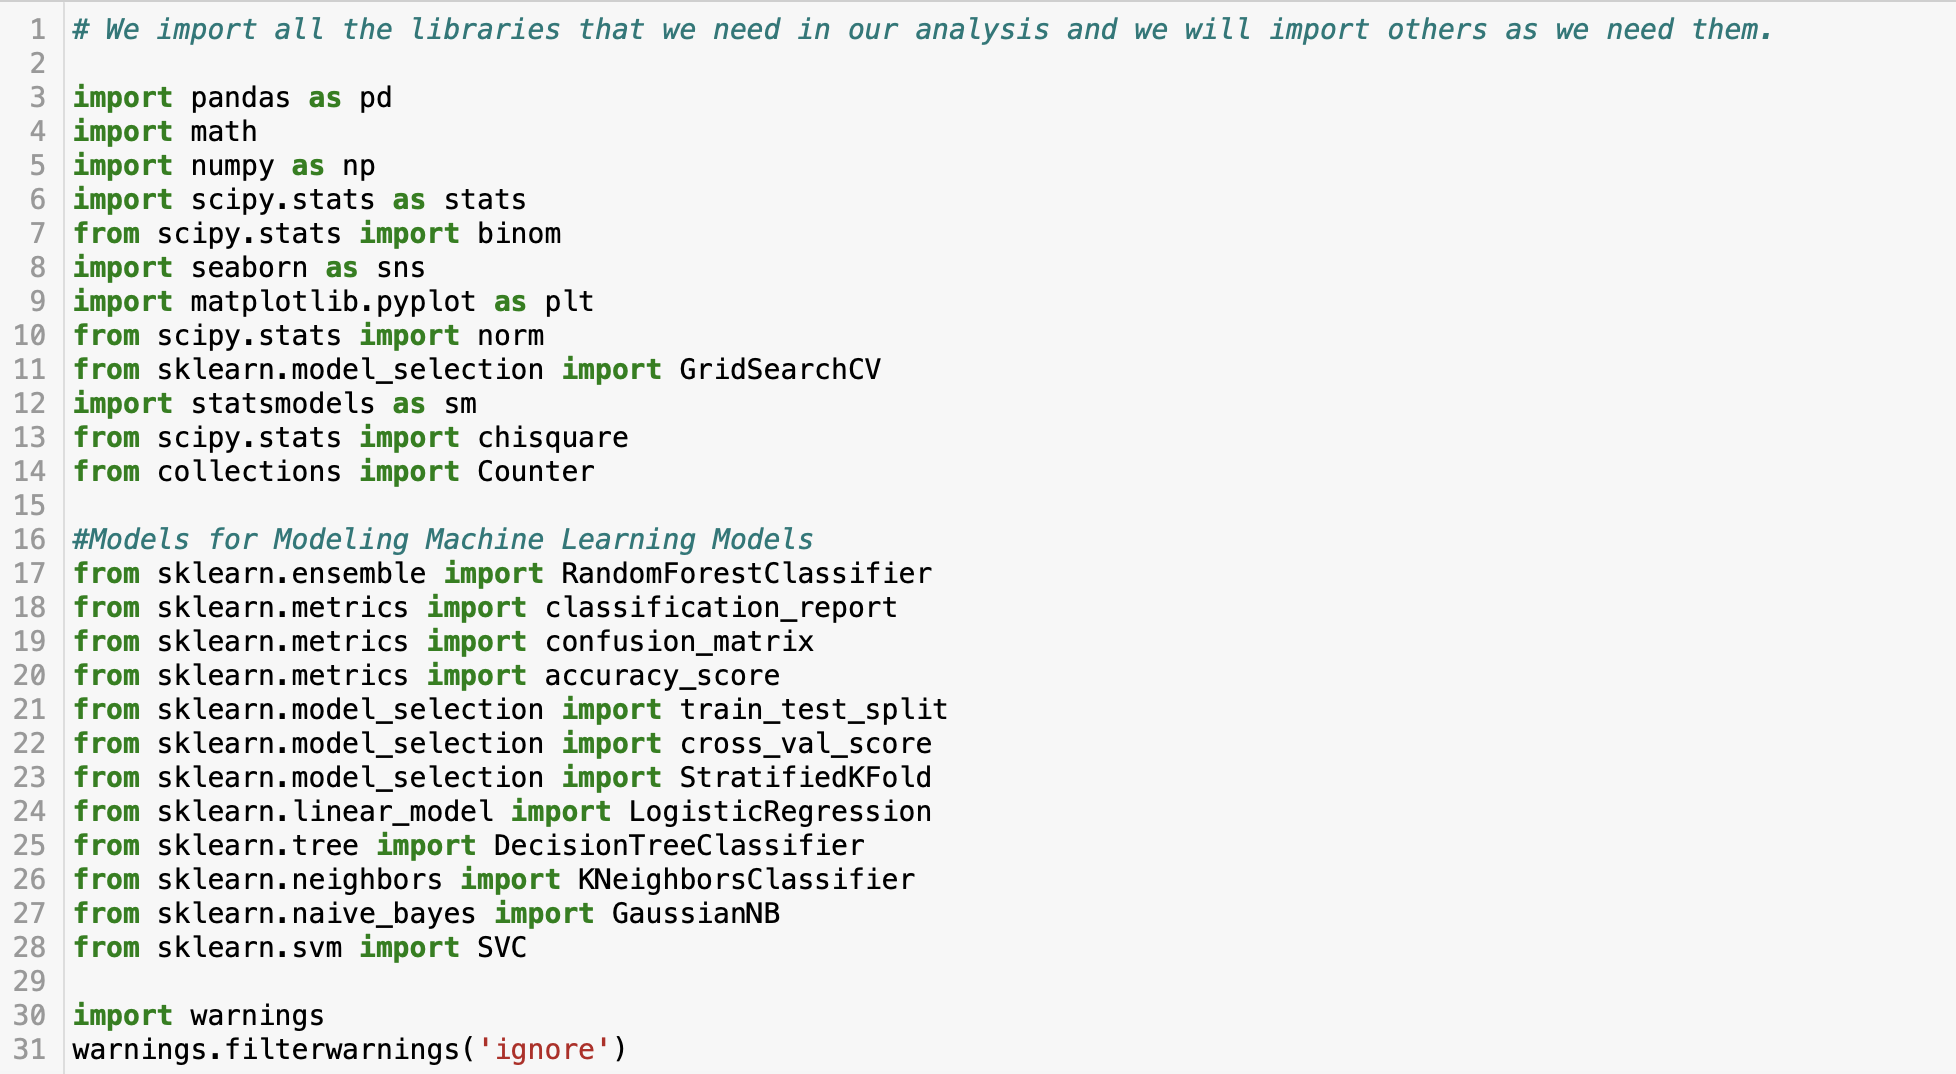 1 # We import all the libraries that we need in our analysis and we will import others as we need them.
2
3 import pandas as pd
4 import math
5 import numpy as np
6 import scipy.stats as stats
7 from scipy.stats import binom
8 import seaborn as sns
9 import matplotlib.pyplot as plt
10 from scipy.stats import norm
11 from sklearn.model_selection import GridSearchCV
12 import statsmodels as sm
13 from scipy.stats import chisquare
14 from collections import Counter
15
16 #Models for Modeling Machine Learning Models
17 from sklearn.ensemble import RandomForestClassifier
18 from sklearn.metrics import classification_report
19 from sklearn.metrics import confusion_matrix
20 from sklearn.metrics import accuracy_score
21 from sklearn.model_selection import train_test_split
22 from sklearn.model_selection import cross_val_score
23 from sklearn.model_selection import StratifiedKFold
24 from sklearn.linear_model import LogisticRegression
25 from sklearn.tree import DecisionTreeClassifier
26 from sklearn.neighbors import KNeighborsClassifier
27 from sklearn.naive_bayes import GaussianNB
28 from sklearn.svm import SVC
29
30 import warnings
31 warnings.filterwarnings('ignore')